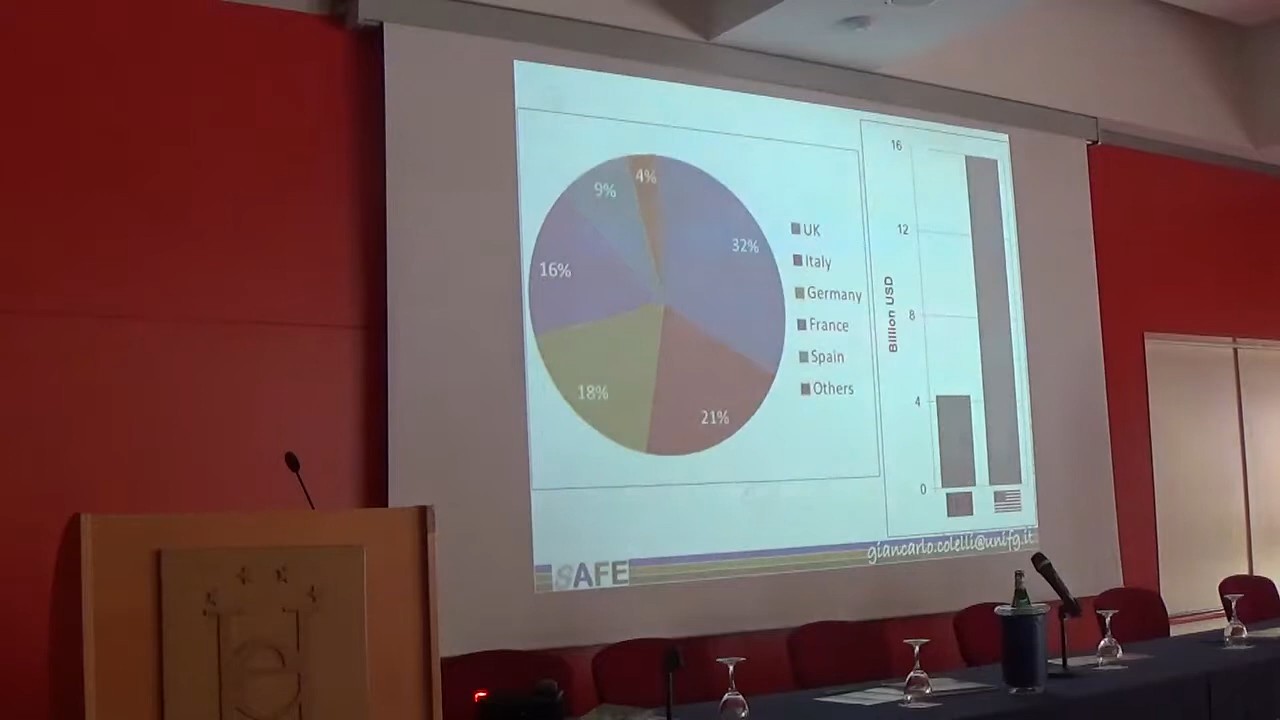 4%
9%
32%
16%
18%
21%
UK
Italy
Germany
France
Spain
Others
16
12
8
4
0
Billion USD
SAFE
giancarlo.colelli@unifg.it